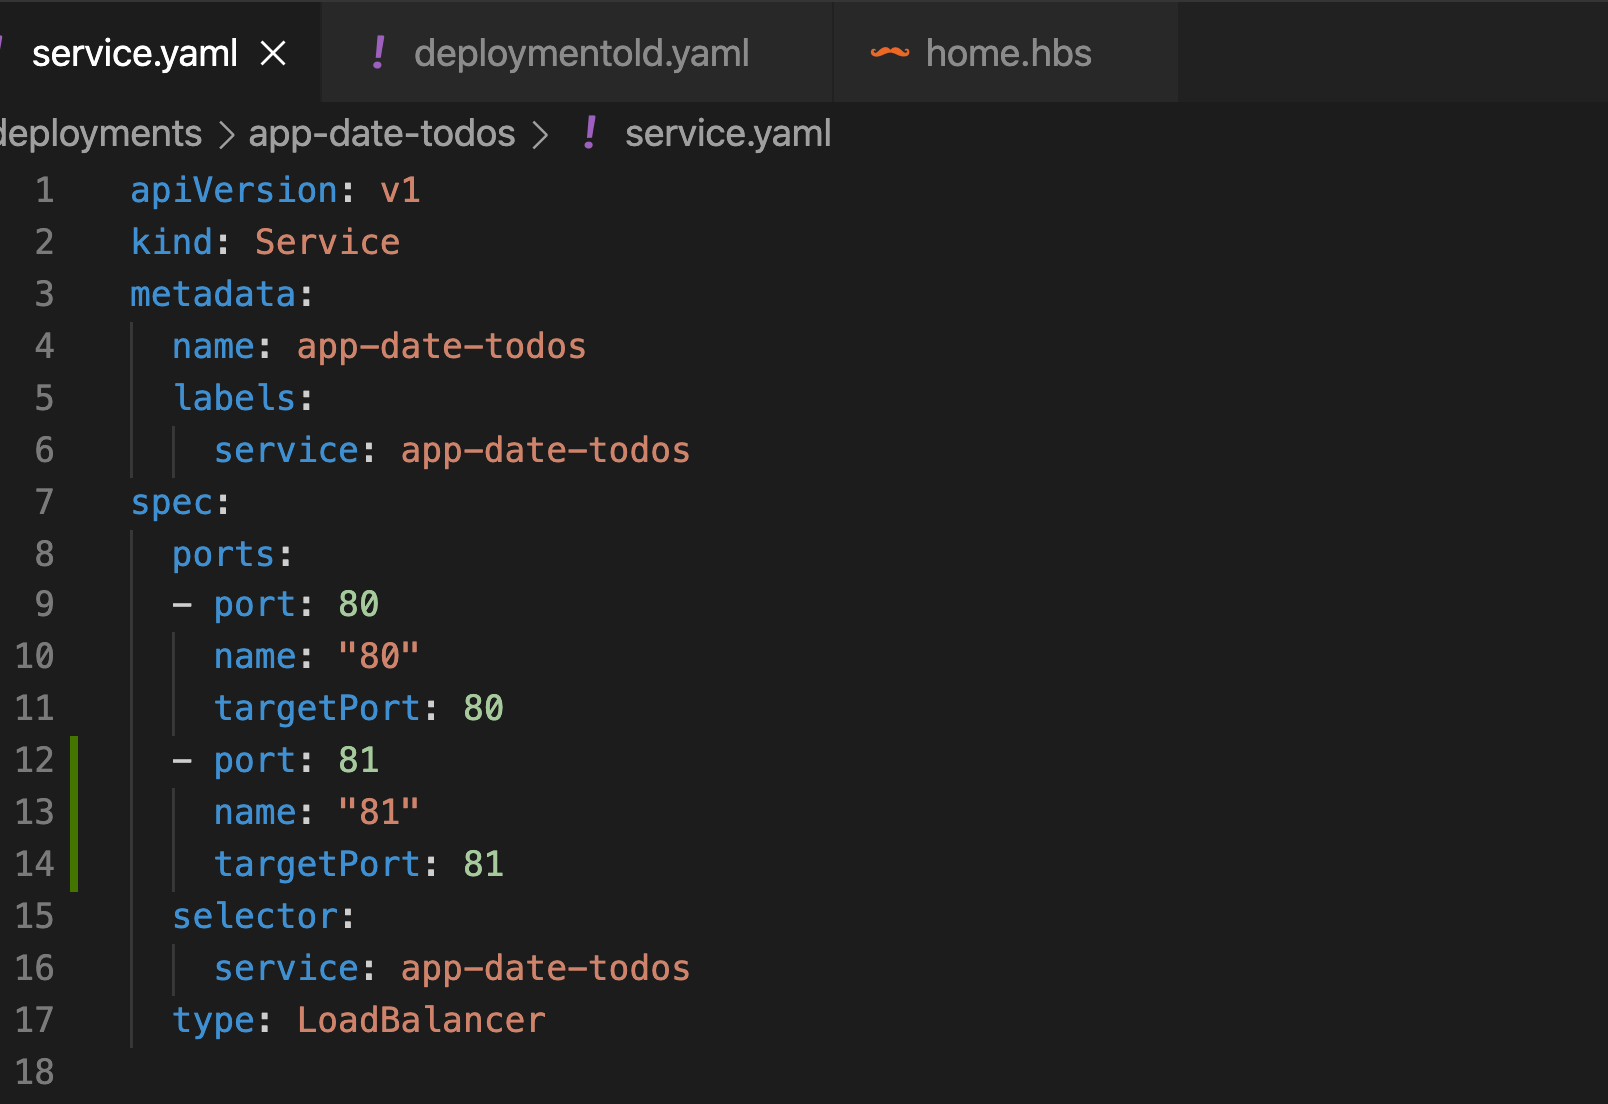 service.yaml
! deploymentold.yaml
home.hbs
deployments > app-date-todos > ! service.yaml
1 apiVersion: v1
2 kind: Service
3 metadata:
4   name: app-date-todos
5   labels:
6     service: app-date-todos
7 spec:
8   ports:
9   - port: 80
10     name: "80"
11     targetPort: 80
12   - port: 81
13     name: "81"
14     targetPort: 81
15   selector:
16     service: app-date-todos
17   type: LoadBalancer
18